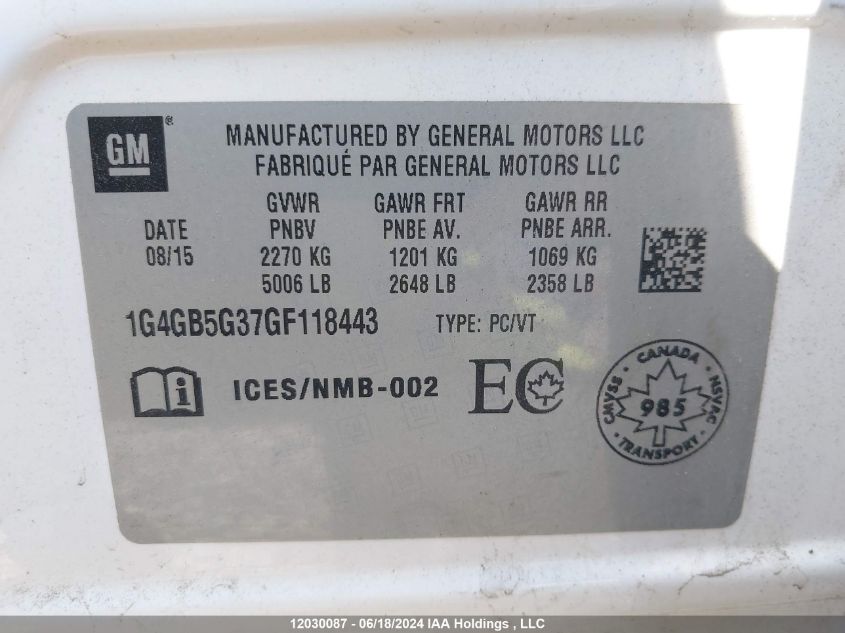 GM®
MANUFACTURED BY GENERAL MOTORS LLC
FABRIQUÉ PAR GENERAL MOTORS LLC
GVWR GAWR FRT GAWR RR
DATE PNBV PNBE AV. PNBE ARR.
08/15 2270 KG 1201 KG 1069 KG
5006 LB 2648 LB 2358 LB
1G4GB5G37GF118443 TYPE: PC/VT
i ICES/NMB-002 EC
CANADA
CMVSS 985 NSVAC
TRANSPORT
12030087 - 06/18/2024 IAA Holdings , LLC